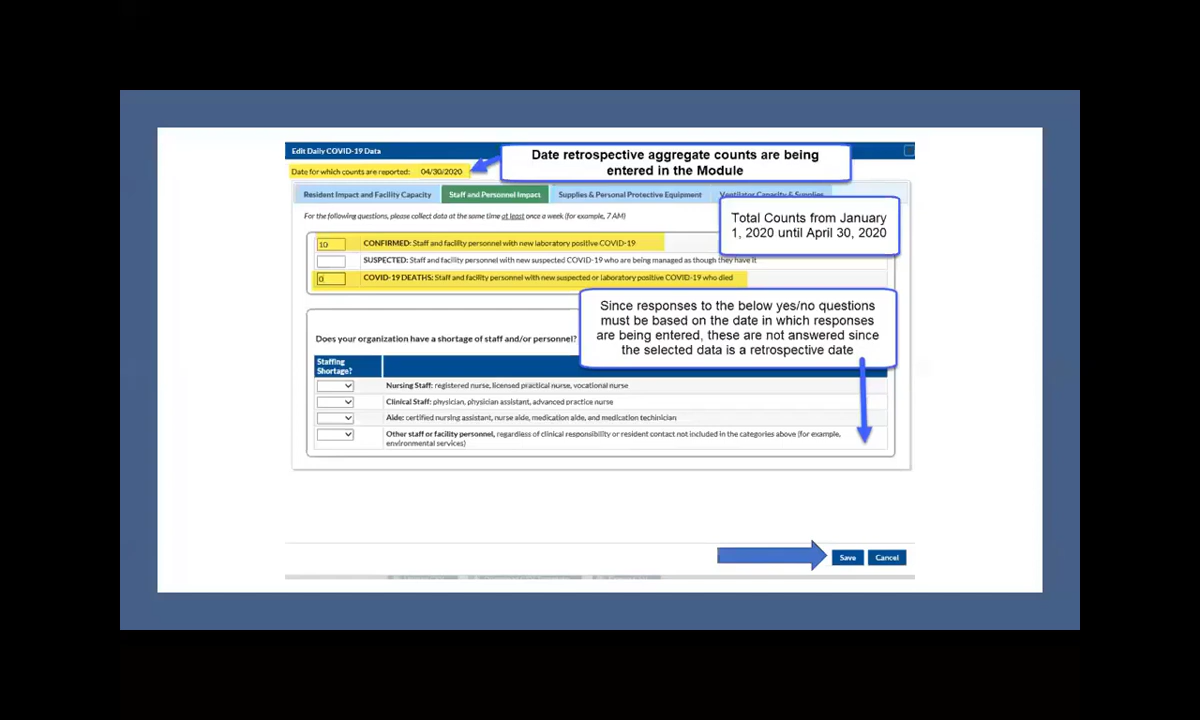 Edit Daily COVID-19 Data
Date for which counts are reported: 04/30/2020
Date retrospective aggregate counts are being
entered in the Module
Resident Impact and Facility Capacity
Staff and Personnel Impact
Supplies & Personal Protective Equipment
Ventilator Capacity & Supplies
For the following questions, please collect data at the same time at least once a week (for example, 7 AM)
Total Counts from January
1, 2020 until April 30, 2020
10 CONFIRMED: Staff and facility personnel with new laboratory positive COVID-19
SUSPECTED: Staff and facility personnel with new suspected COVID-19 who are being managed as though they have it
0 COVID-19 DEATHS: Staff and facility personnel with new suspected or laboratory positive COVID-19 who died
Since responses to the below yes/no questions
must be based on the date in which responses
are being entered, these are not answered since
the selected data is a retrospective date
Does your organization have a shortage of staff and/or personnel?
Staffing
Shortage?
Nursing Staff: registered nurse, licensed practical nurse, vocational nurse
Clinical Staff: physician, physician assistant, advanced practice nurse
Aide: certified nursing assistant, nurse aide, medication aide, and medication techinician
Other staff or facility personnel, regardless of clinical responsibility or resident contact not included in the categories above (for example,
environmental services)
Save
Cancel